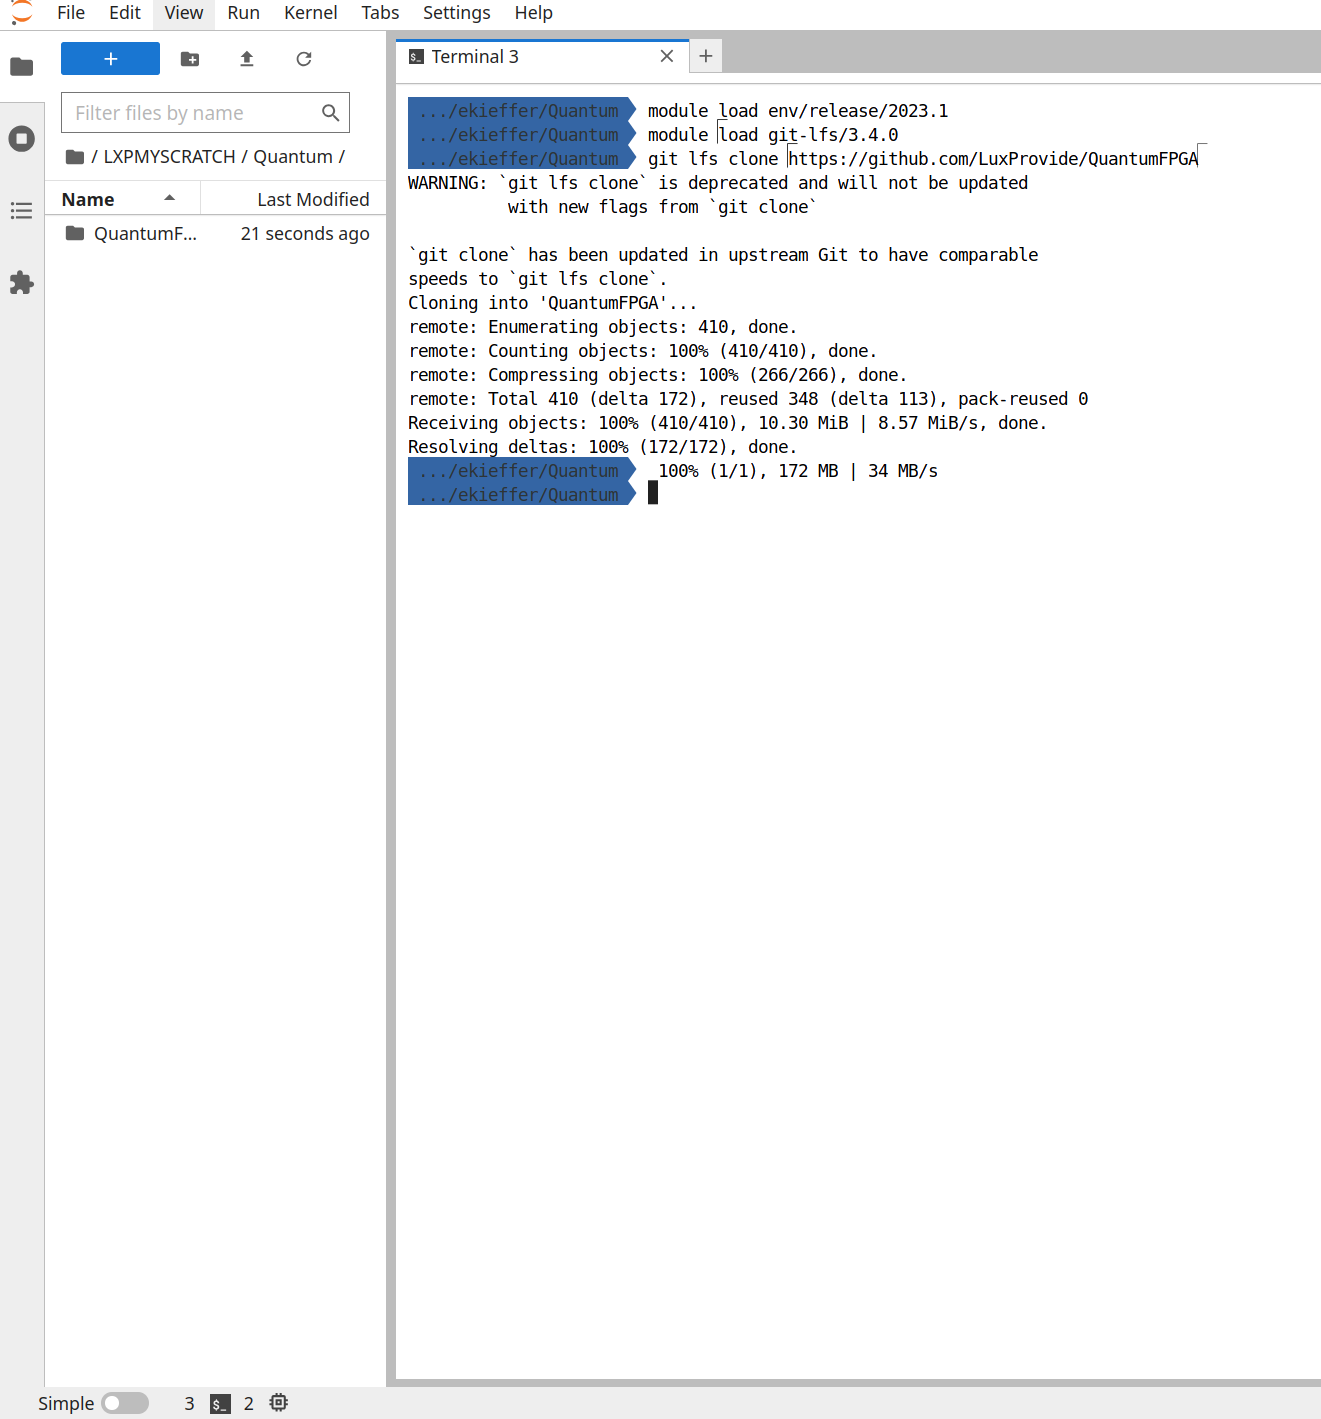 File Edit View Run Kernel Tabs Settings Help
+
Filter files by name
/ LXPMYSCRATCH / Quantum /
Name Last Modified
QuantumF... 21 seconds ago
$_ Terminal 3 × +
.../ekieffer/Quantum module load env/release/2023.1
.../ekieffer/Quantum module load git-lfs/3.4.0
.../ekieffer/Quantum git lfs clone https://github.com/LuxProvide/QuantumFPGA
WARNING: `git lfs clone` is deprecated and will not be updated
with new flags from `git clone`
`git clone` has been updated in upstream Git to have comparable
speeds to `git lfs clone`.
Cloning into 'QuantumFPGA'...
remote: Enumerating objects: 410, done.
remote: Counting objects: 100% (410/410), done.
remote: Compressing objects: 100% (266/266), done.
remote: Total 410 (delta 172), reused 348 (delta 113), pack-reused 0
Receiving objects: 100% (410/410), 10.30 MiB | 8.57 MiB/s, done.
Resolving deltas: 100% (172/172), done.
.../ekieffer/Quantum 100% (1/1), 172 MB | 34 MB/s
.../ekieffer/Quantum
Simple 3 $_ 2